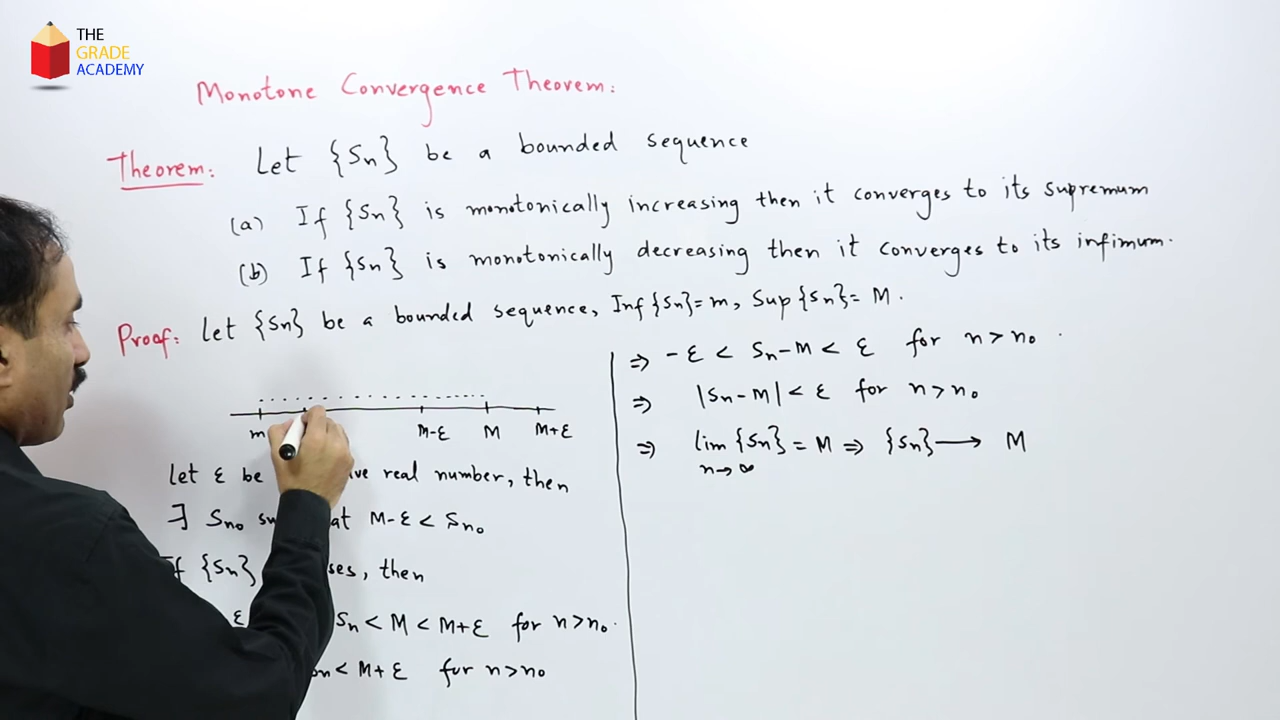 THE
GRADE
ACADEMY
Monotone Convergence Theorem:
Theorem: Let {Sn} be a bounded sequence
(a) If {Sn} is monotonically increasing then it converges to its supremum
(b) If {Sn} is monotonically decreasing then it converges to its infimum.
Proof: Let {Sn} be a bounded sequence, Inf{Sn}=m, Sup{Sn}=M.
m M-ε M M+ε
let ε be real number, then
∃ Sn₀ M-ε < Sn₀
If {Sn} , then
ε Sn < M < M+ε for n>n₀.
< M+ε for n>n₀
⇒ -ε < Sn-M < ε for n>n₀.
⇒ |Sn-M|<ε for n>n₀
⇒ lim {Sn} = M ⇒ {Sn} ⟶ M
n→∞